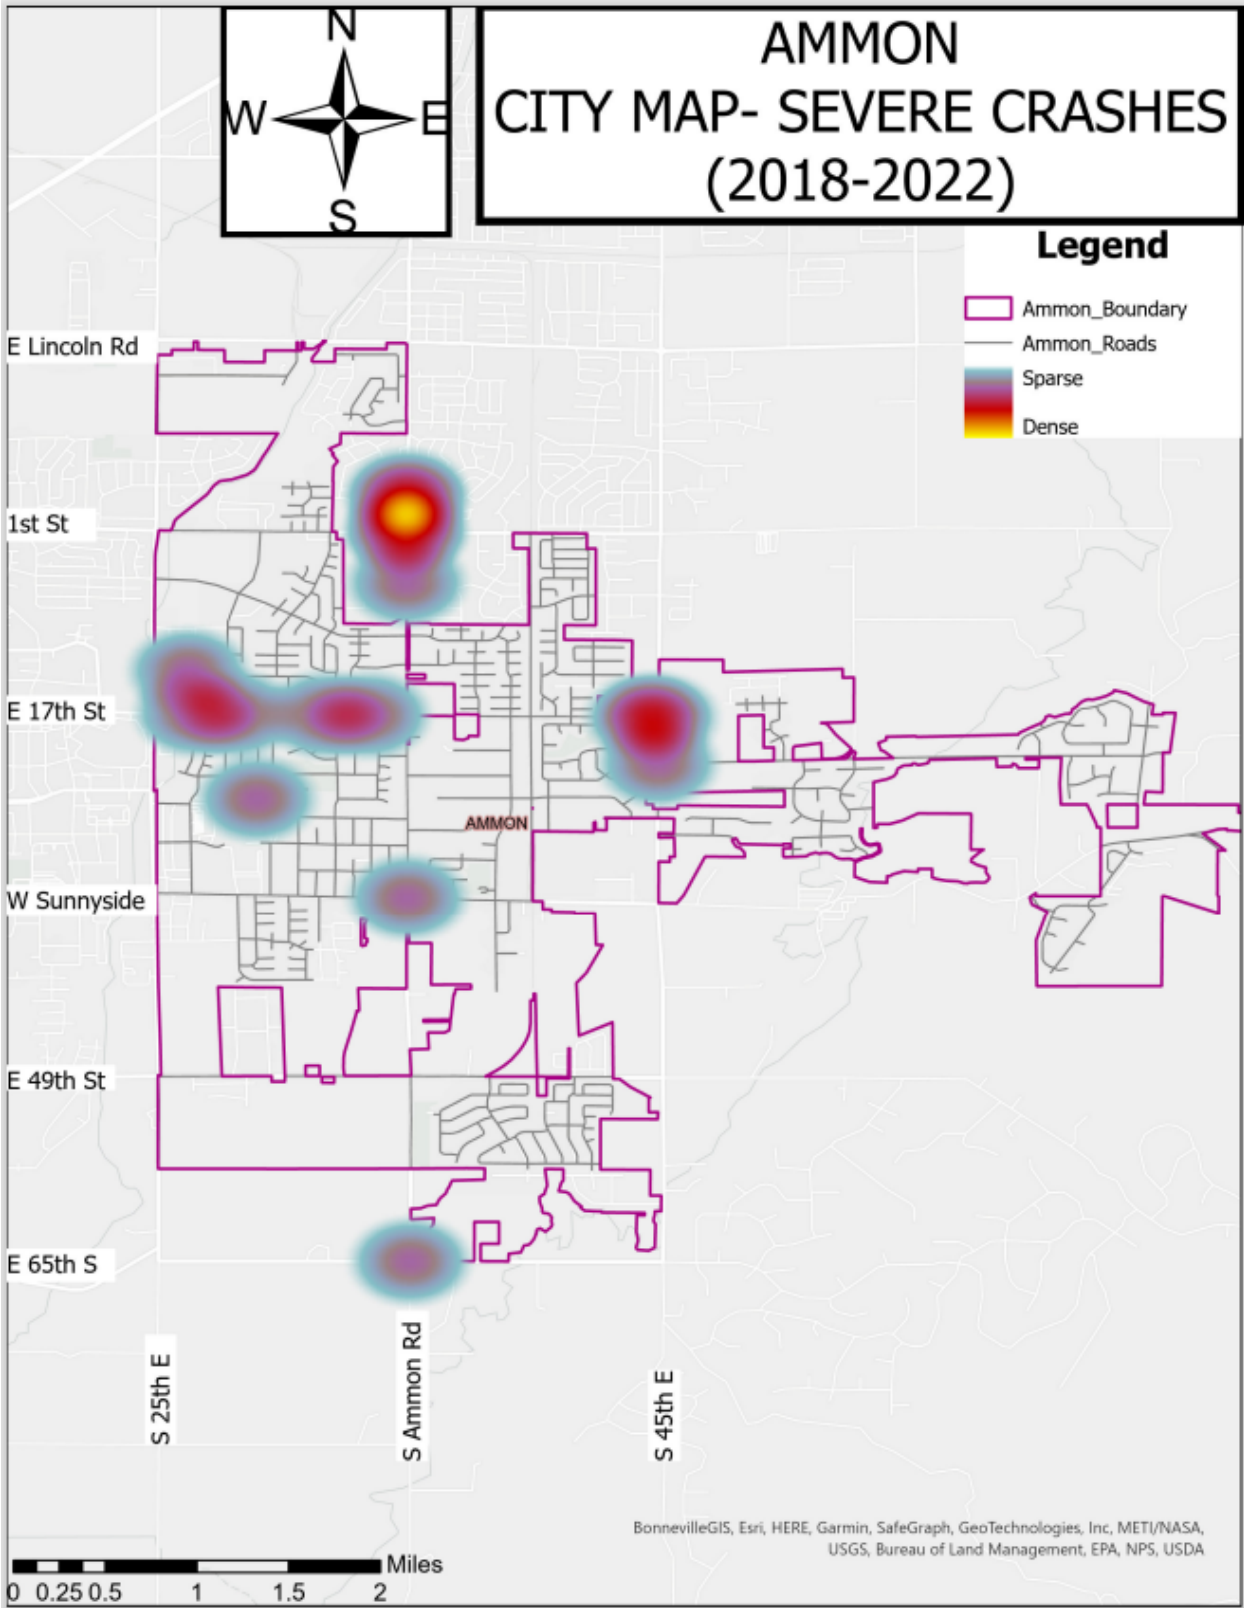 N
W E
S
AMMON
CITY MAP- SEVERE CRASHES
(2018-2022)
Legend
Ammon_Boundary
Ammon_Roads
Sparse
Dense
E Lincoln Rd
1st St
E 17th St
AMMON
W Sunnyside
E 49th St
E 65th S
S 25th E
S Ammon Rd
S 45th E
BonnevilleGIS, Esri, HERE, Garmin, SafeGraph, GeoTechnologies, Inc, METI/NASA,
USGS, Bureau of Land Management, EPA, NPS, USDA
Miles
0 0.25 0.5 1 1.5 2